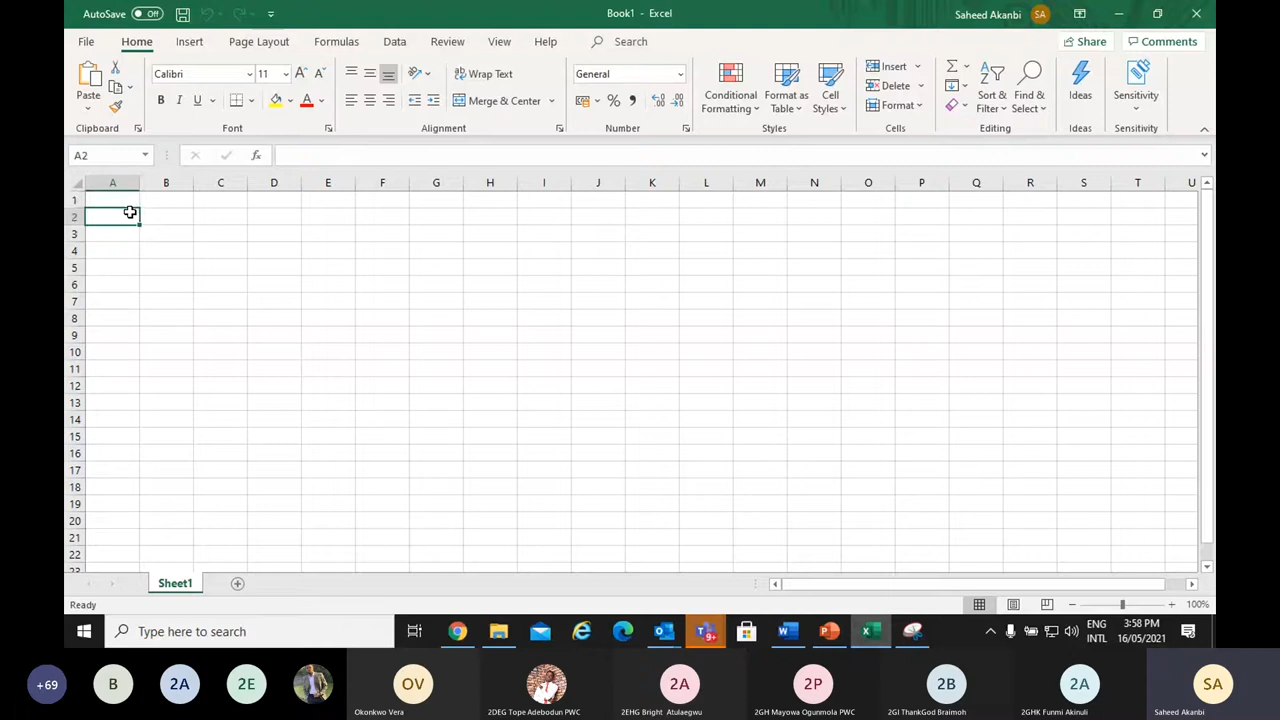 AutoSave Off
Book1 - Excel
Saheed Akanbi SA
File Home Insert Page Layout Formulas Data Review View Help Search Share Comments
Paste
Calibri 11 A A
B I U A
Wrap Text
Merge & Center
General
% ,
Conditional Formatting
Format as Table
Cell Styles
Insert
Delete
Format
Sort & Filter
Find & Select
Ideas
Sensitivity
Clipboard Font Alignment Number Styles Cells Editing Ideas Sensitivity
A2 fx
A B C D E F G H I J K L M N O P Q R S T U
1
2
3
4
5
6
7
8
9
10
11
12
13
14
15
16
17
18
19
20
21
22
23
Sheet1
Ready 100%
Type here to search
9+
ENG
INTL
3:58 PM
16/05/2021
+69 B 2A 2E OV 2A 2P 2B 2A SA
Okonkwo Vera 2DEG Tope Adebodun PWC 2EHG Bright Atulaegwu 2GH Mayowa Ogunmola PWC 2GI ThankGod Braimoh 2GHK Funmi Akinuli Saheed Akanbi